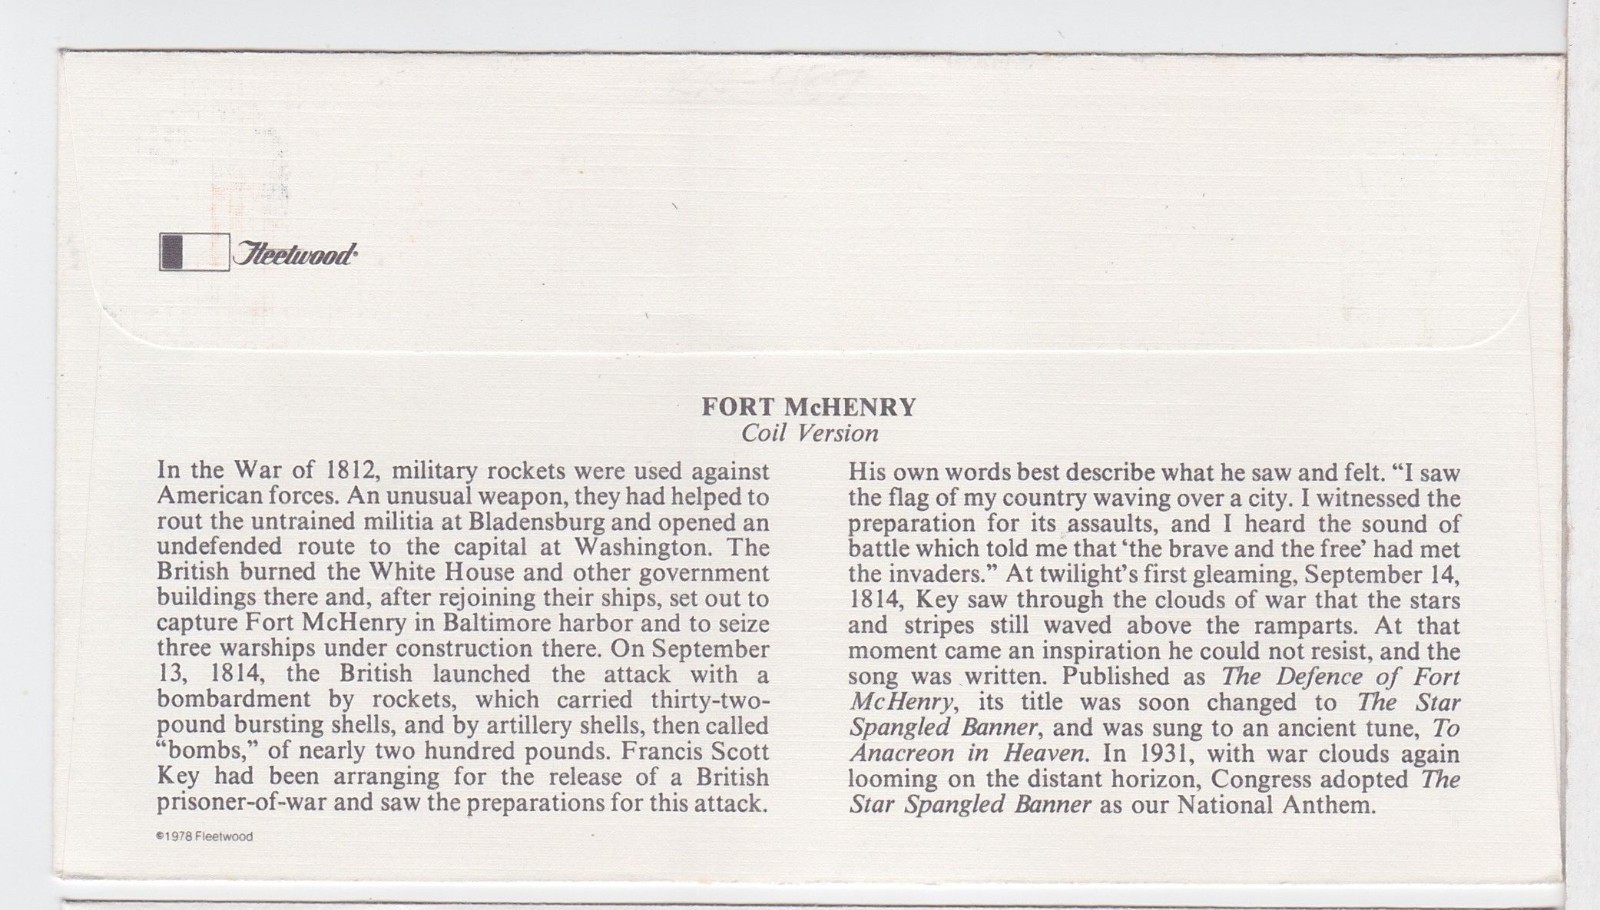 Fleetwood
FORT McHENRY
Coil Version
In the War of 1812, military rockets were used against
American forces. An unusual weapon, they had helped to
rout the untrained militia at Bladensburg and opened an
undefended route to the capital at Washington. The
British burned the White House and other government
buildings there and, after rejoining their ships, set out to
capture Fort McHenry in Baltimore harbor and to seize
three warships under construction there. On September
13, 1814, the British launched the attack with a
bombardment by rockets, which carried thirty-two-
pound bursting shells, and by artillery shells, then called
“bombs,” of nearly two hundred pounds. Francis Scott
Key had been arranging for the release of a British
prisoner-of-war and saw the preparations for this attack.
His own words best describe what he saw and felt. “I saw
the flag of my country waving over a city. I witnessed the
preparation for its assaults, and I heard the sound of
battle which told me that ‘the brave and the free’ had met
the invaders.” At twilight’s first gleaming, September 14,
1814, Key saw through the clouds of war that the stars
and stripes still waved above the ramparts. At that
moment came an inspiration he could not resist, and the
song was written. Published as The Defence of Fort
McHenry, its title was soon changed to The Star
Spangled Banner, and was sung to an ancient tune, To
Anacreon in Heaven. In 1931, with war clouds again
looming on the distant horizon, Congress adopted The
Star Spangled Banner as our National Anthem.
©1978 Fleetwood